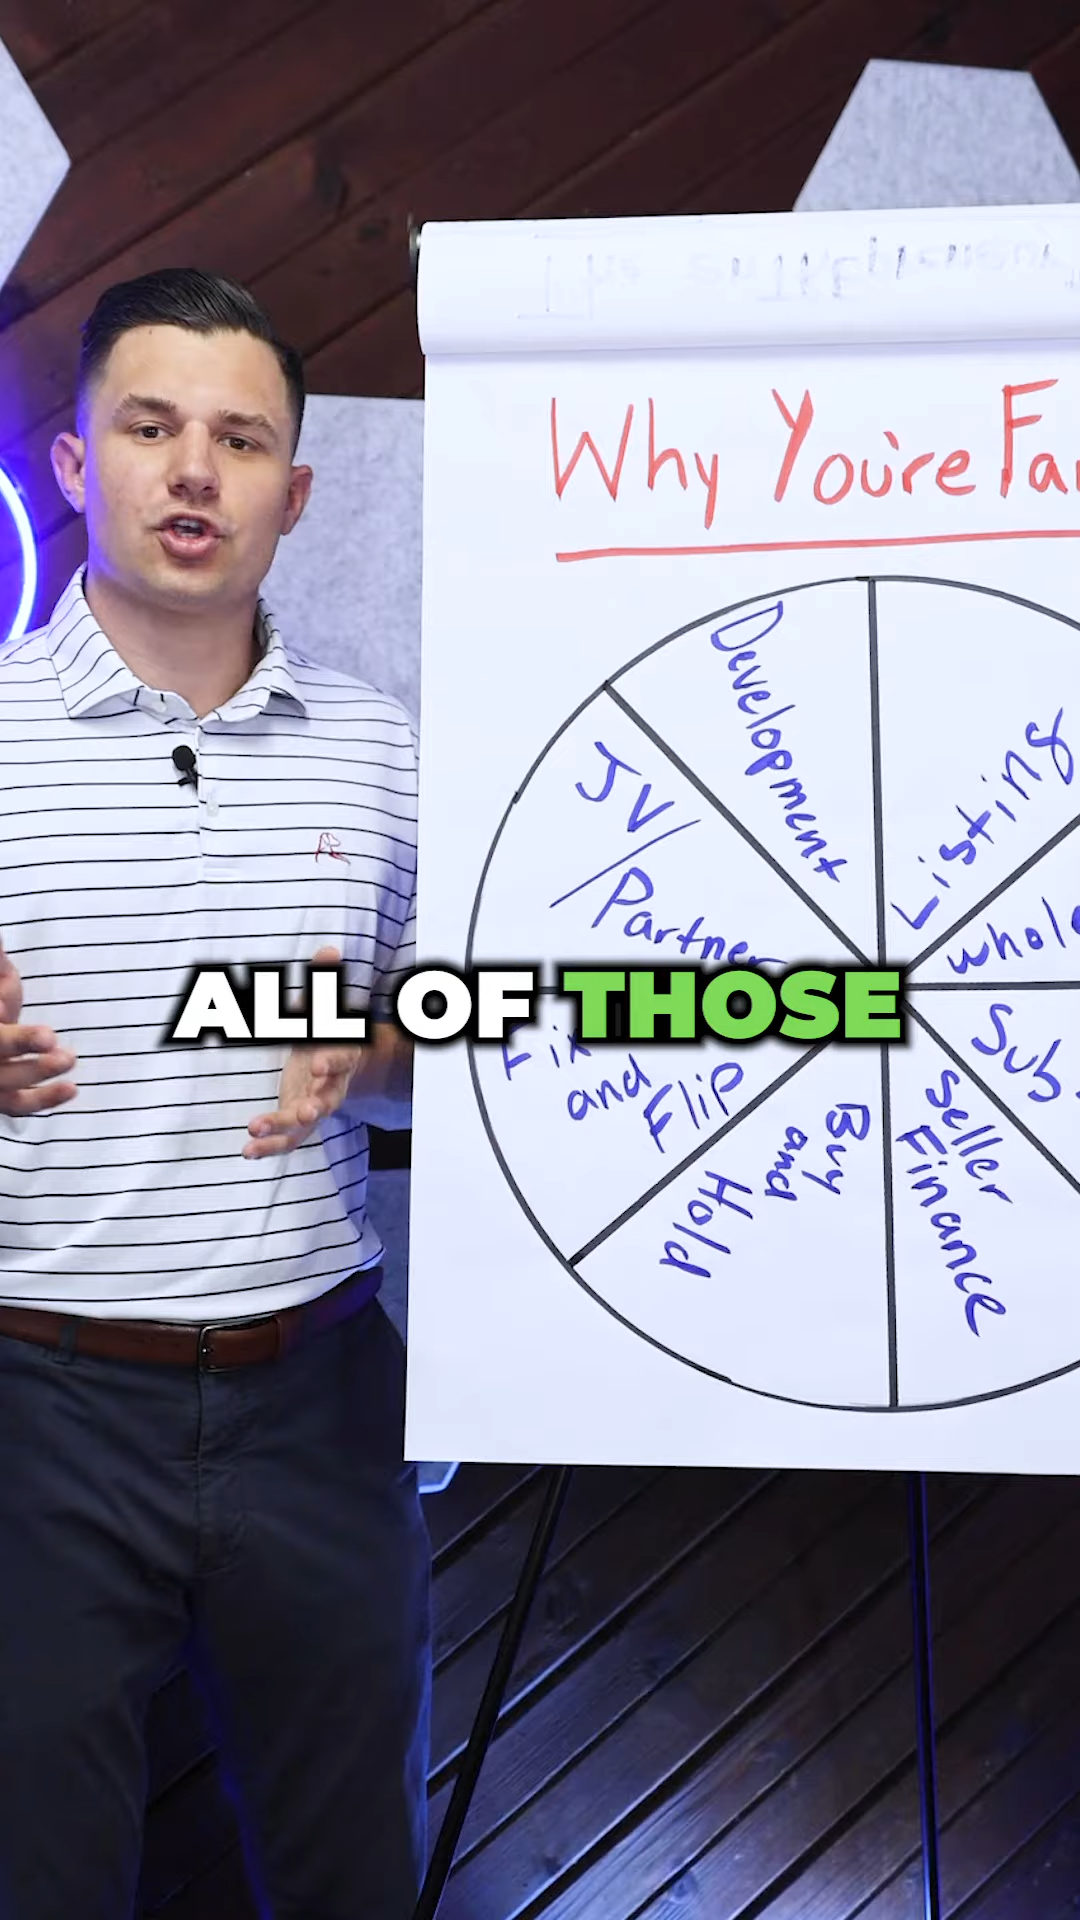 Why You're Fa
Development
Listing
JV/
Partner
whole
Sub
Fix
and
Flip
Buy
and
Hold
Seller
Finance
ALL OF THOSE